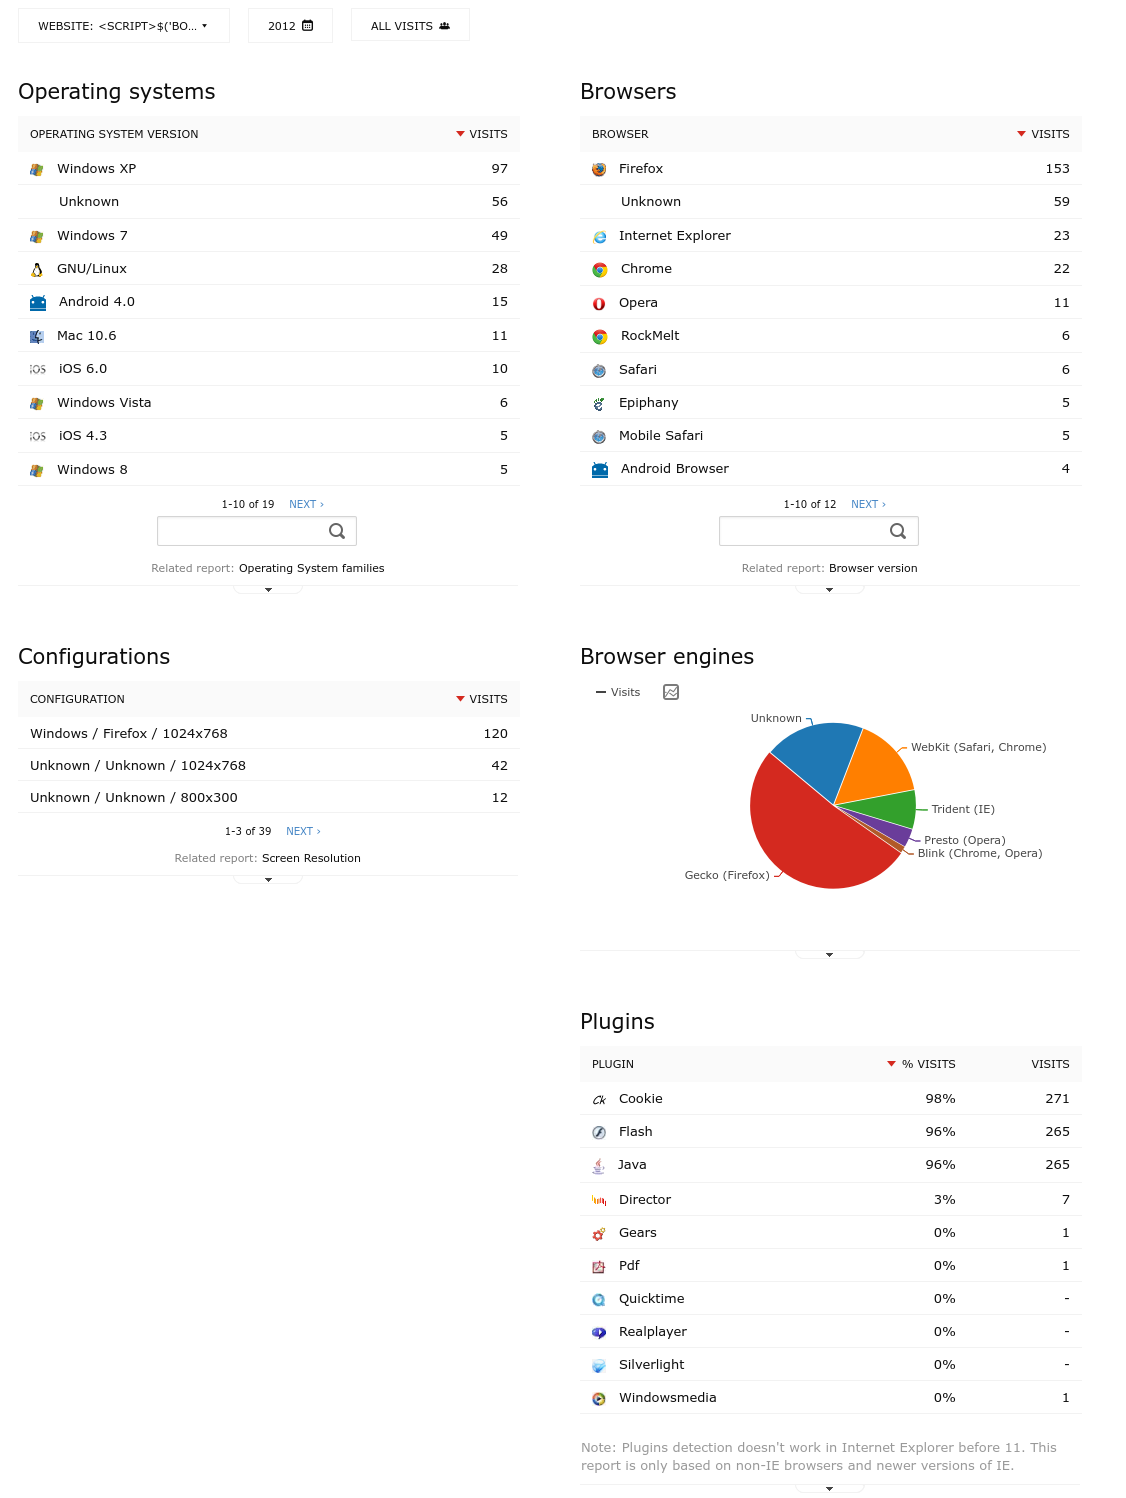 WEBSITE: <SCRIPT>$('BO...
2012
ALL VISITS
Operating systems
OPERATING SYSTEM VERSION VISITS
Windows XP 97
Unknown 56
Windows 7 49
GNU/Linux 28
Android 4.0 15
Mac 10.6 11
iOS iOS 6.0 10
Windows Vista 6
iOS iOS 4.3 5
Windows 8 5
1-10 of 19 NEXT ›
Related report: Operating System families
Browsers
BROWSER VISITS
Firefox 153
Unknown 59
Internet Explorer 23
Chrome 22
Opera 11
RockMelt 6
Safari 6
Epiphany 5
Mobile Safari 5
Android Browser 4
1-10 of 12 NEXT ›
Related report: Browser version
Configurations
CONFIGURATION VISITS
Windows / Firefox / 1024x768 120
Unknown / Unknown / 1024x768 42
Unknown / Unknown / 800x300 12
1-3 of 39 NEXT ›
Related report: Screen Resolution
Browser engines
Visits
Unknown
WebKit (Safari, Chrome)
Trident (IE)
Presto (Opera)
Blink (Chrome, Opera)
Gecko (Firefox)
Plugins
PLUGIN % VISITS VISITS
Ck Cookie 98% 271
Flash 96% 265
Java 96% 265
Director 3% 7
Gears 0% 1
Pdf 0% 1
Quicktime 0% -
Realplayer 0% -
Silverlight 0% -
Windowsmedia 0% 1
Note: Plugins detection doesn't work in Internet Explorer before 11. This
report is only based on non-IE browsers and newer versions of IE.